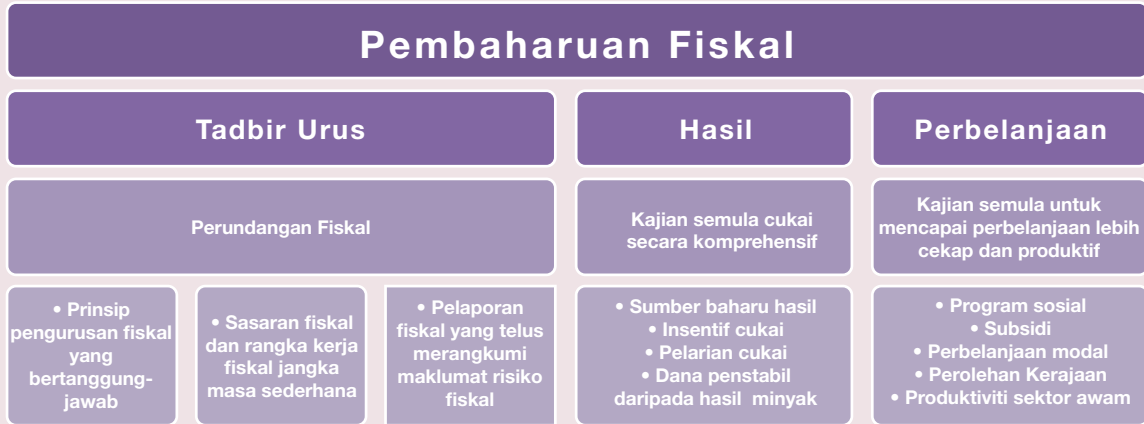 Pembaharuan Fiskal
Tadbir Urus
Hasil
Perbelanjaan
Perundangan Fiskal
Kajian semula cukai
secara komprehensif
Kajian semula untuk
mencapai perbelanjaan lebih
cekap dan produktif
• Prinsip
pengurusan fiskal
yang
bertanggung-
jawab
• Sasaran fiskal
dan rangka kerja
fiskal jangka
masa sederhana
• Pelaporan
fiskal yang telus
merangkumi
maklumat risiko
fiskal
• Sumber baharu hasil
• Insentif cukai
• Pelarian cukai
• Dana penstabil
daripada hasil minyak
• Program sosial
• Subsidi
• Perbelanjaan modal
• Perolehan Kerajaan
• Produktiviti sektor awam